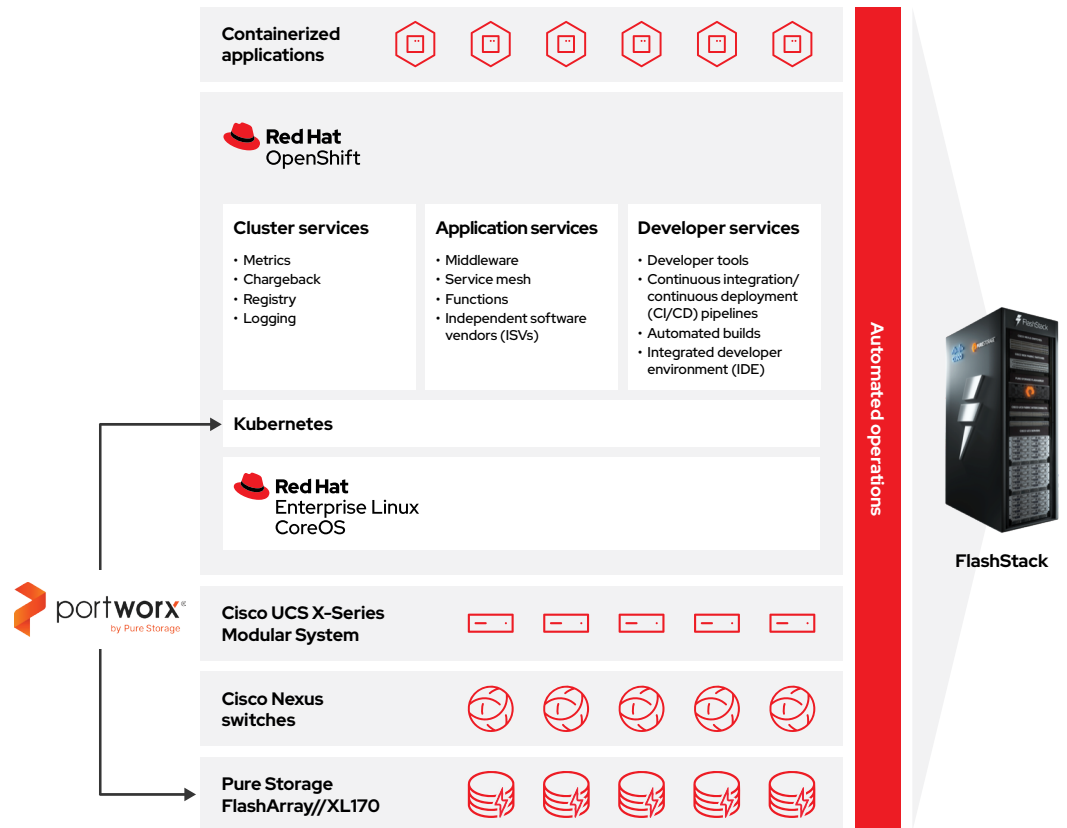 Containerized
applications
Red Hat
OpenShift
Cluster services
• Metrics
• Chargeback
• Registry
• Logging
Application services
• Middleware
• Service mesh
• Functions
• Independent software
vendors (ISVs)
Developer services
• Developer tools
• Continuous integration/
continuous deployment
(CI/CD) pipelines
• Automated builds
• Integrated developer
environment (IDE)
Kubernetes
Red Hat
Enterprise Linux
CoreOS
portworx
by Pure Storage
Cisco UCS X-Series
Modular System
Cisco Nexus
switches
Pure Storage
FlashArray//XL170
Automated operations
FlashStack
FlashStack